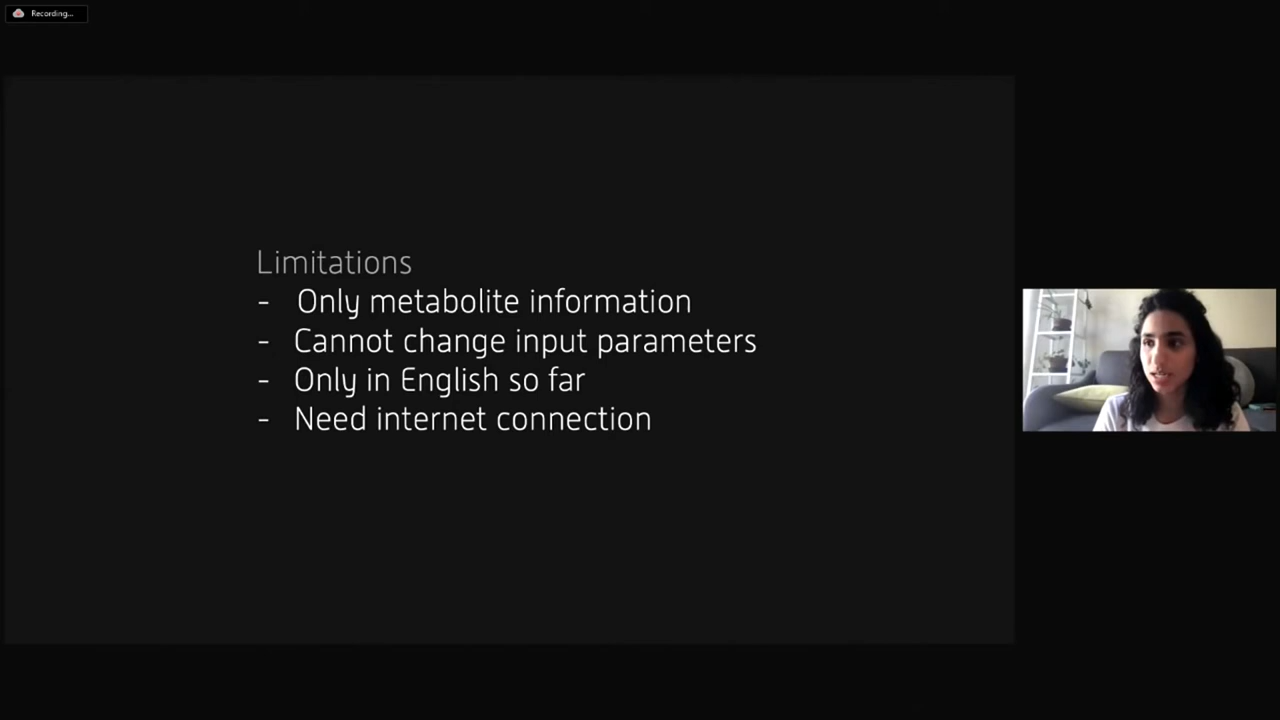 Recording...
Limitations
- Only metabolite information
- Cannot change input parameters
- Only in English so far
- Need internet connection